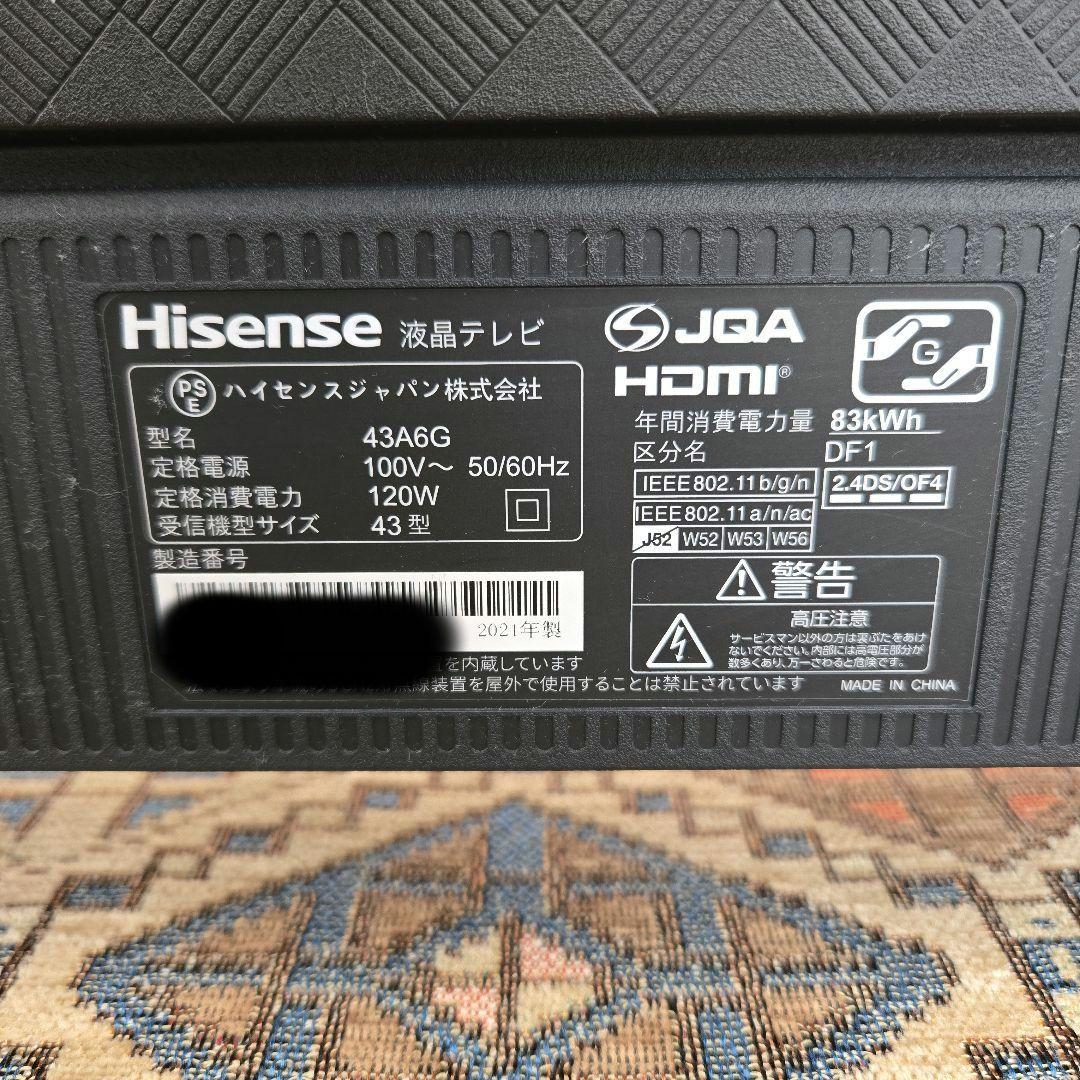 Hisense 液晶テレビ
PSE ハイセンスジャパン株式会社
型名 43A6G
定格電源 100V～ 50/60Hz
定格消費電力 120W
受信機型サイズ 43型
製造番号
2021年製
を内蔵しています
無線装置を屋外で使用することは禁止されています
JQA
HDMI®
G
年間消費電力量 83kWh
区分名 DF1
IEEE802.11b/g/n
2.4DS/OF4
IEEE802.11a/n/ac
J52 W52 W53 W56
警告
高圧注意
サービスマン以外の方は裏ぶたをあけ
ないでください。内部には高電圧部分が
数多くあり、万一さわると危険です。
MADE IN CHINA